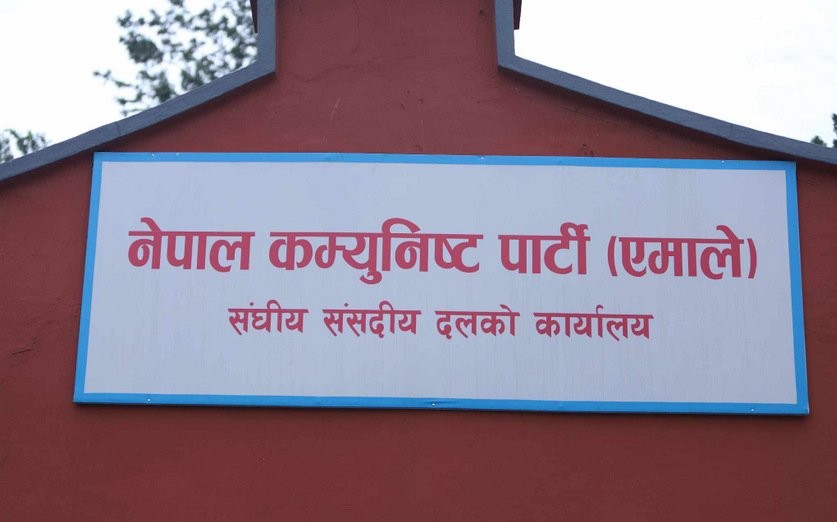 नेपाल कम्युनिष्ट पार्टी (एमाले)
संघीय संसदीय दलको कार्यालय